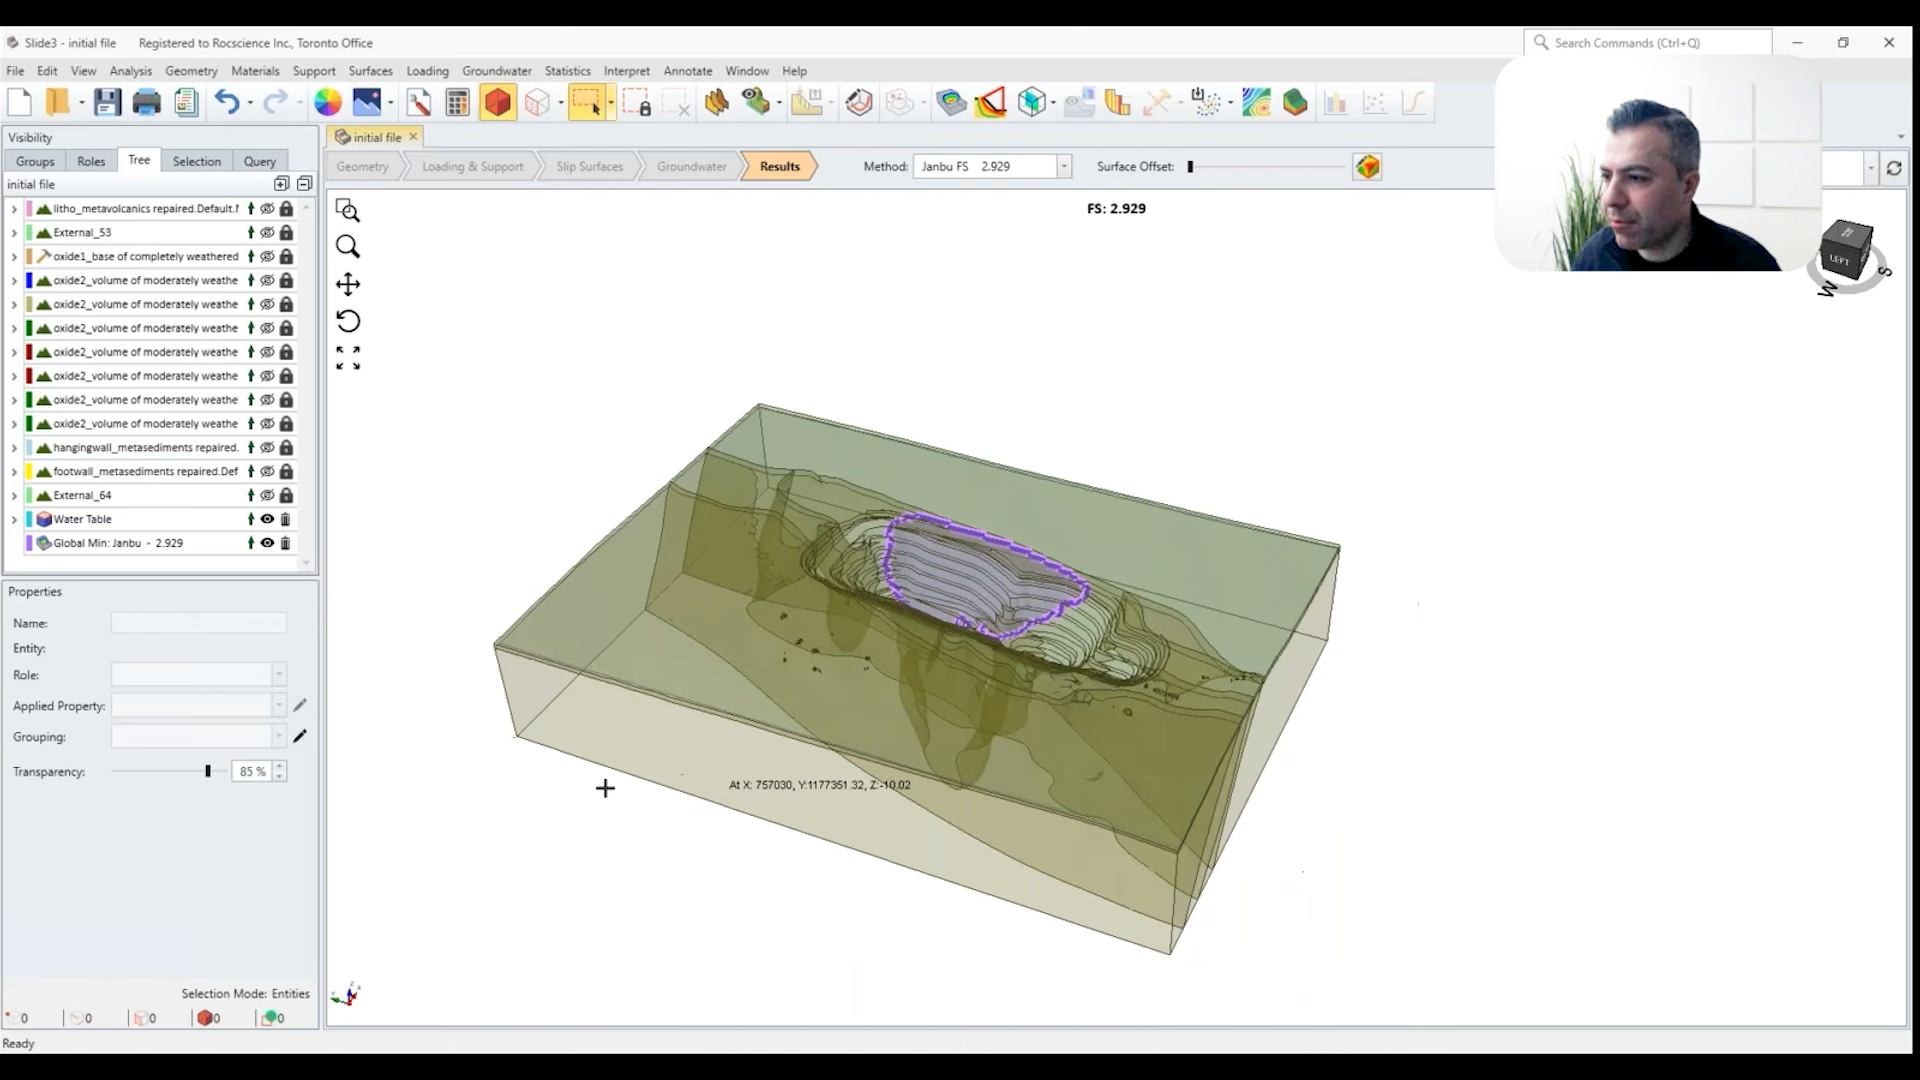 Slide3 - initial file Registered to Rocscience Inc., Toronto Office
Search Commands (Ctrl+Q)
File Edit View Analysis Geometry Materials Support Surfaces Loading Groundwater Statistics Interpret Annotate Window Help
Visibility
Groups Roles Tree Selection Query
initial file
litho_metavolcanics repaired.Default.f
External_53
oxide1_base of completely weathered
oxide2_volume of moderately weathe
oxide2_volume of moderately weathe
oxide2_volume of moderately weathe
oxide2_volume of moderately weathe
oxide2_volume of moderately weathe
oxide2_volume of moderately weathe
oxide2_volume of moderately weathe
hangingwall_metasediments repaired.
footwall_metasediments repaired.Def
External_64
Water Table
Global Min: Janbu - 2.929
Properties
Name:
Entity:
Role:
Applied Property:
Grouping:
Transparency: 85 %
Selection Mode: Entities
0 0 0 0 0
Ready
initial file
Geometry Loading & Support Slip Surfaces Groundwater Results Method: Janbu FS 2.929 Surface Offset:
FS: 2.929
LEFT
W
S
At X: 757030, Y:1177351.32, Z:-10.02